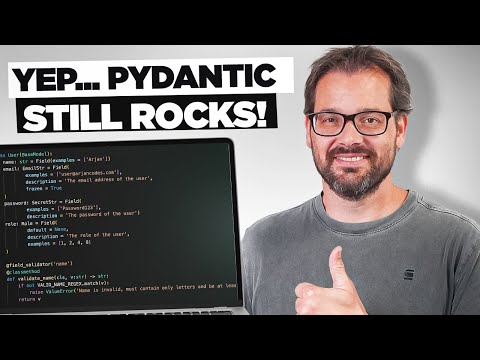 YEP... PYDANTIC
STILL ROCKS!
ss User(BaseModel):
name: str = Field(examples = ['Arjan'])
email: EmailStr = Field(
examples = ['user@arjancodes.com'],
description = 'The email address of the user',
frozen = True
)
password: SecretStr = Field(
examples = ['Password123'],
description = 'The password of the user')
role: Role = Field(
default = None,
description = 'The role of the user',
examples = [1, 2, 4, 8]
)
@field_validator('name')
@classmethod
def validate_name(cls, v:str) -> str:
if not VALID_NAME_REGEX.match(v):
raise ValueError('Name is invalid, must contain only letters and be at leas
return v